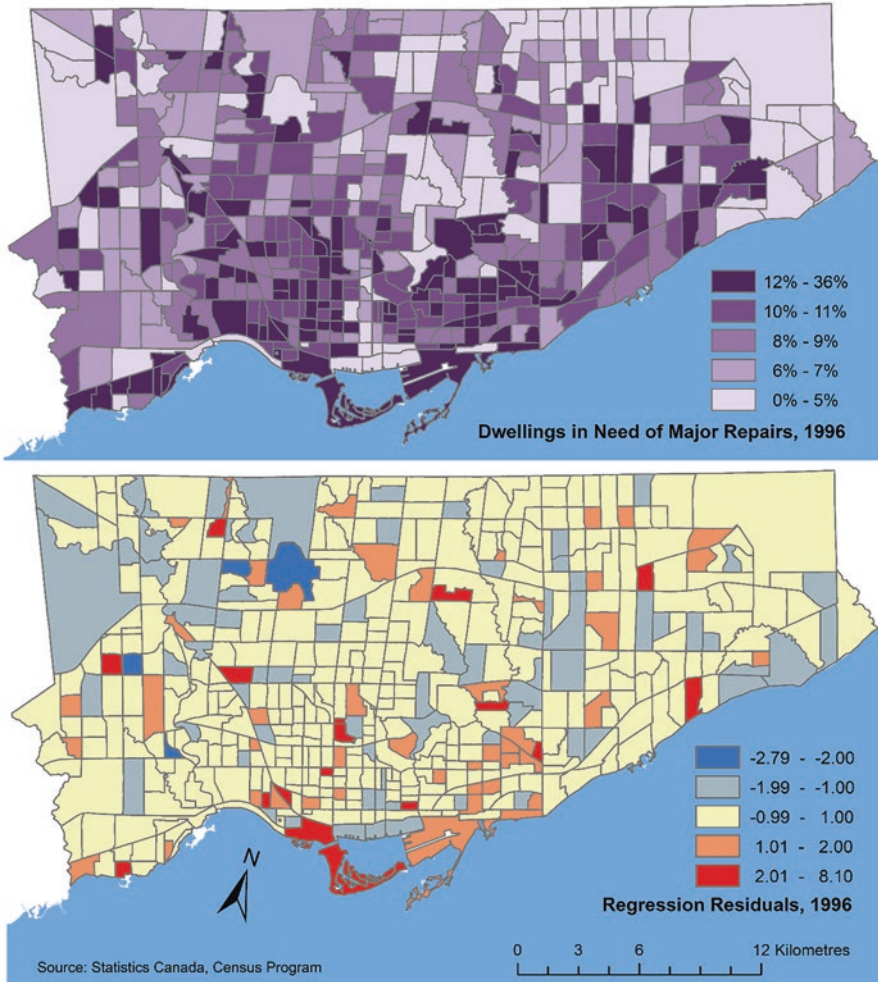 12% - 36%
10% - 11%
8% - 9%
6% - 7%
0% - 5%
Dwellings in Need of Major Repairs, 1996
-2.79 - -2.00
-1.99 - -1.00
-0.99 - 1.00
1.01 - 2.00
2.01 - 8.10
Regression Residuals, 1996
N
0 3 6 12 Kilometres
Source: Statistics Canada, Census Program